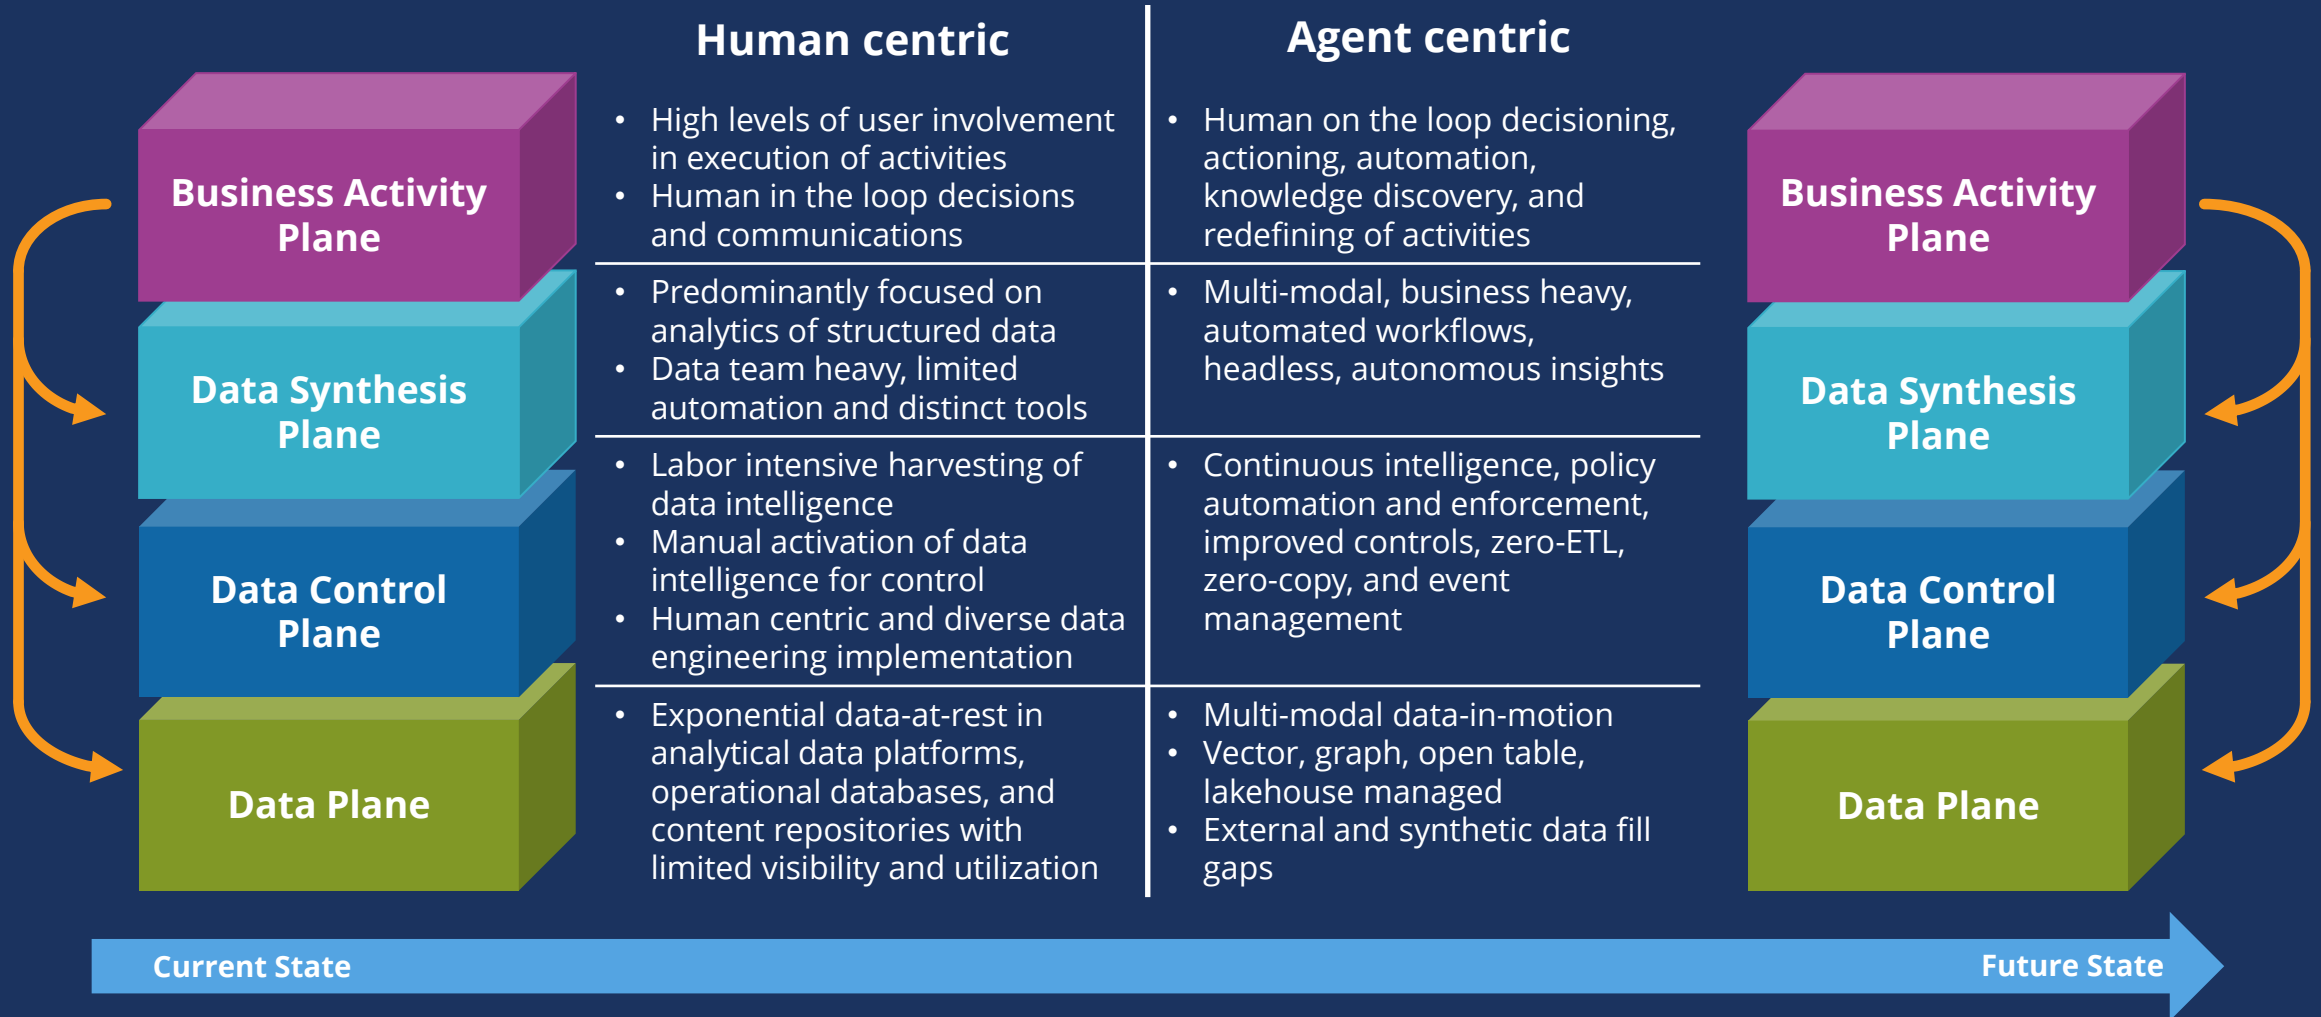 Human centric
Agent centric
Business Activity
Plane
• High levels of user involvement
in execution of activities
• Human in the loop decisions
and communications
• Human on the loop decisioning,
actioning, automation,
knowledge discovery, and
redefining of activities
Business Activity
Plane
Data Synthesis
Plane
• Predominantly focused on
analytics of structured data
• Data team heavy, limited
automation and distinct tools
• Multi-modal, business heavy,
automated workflows,
headless, autonomous insights
Data Synthesis
Plane
Data Control
Plane
• Labor intensive harvesting of
data intelligence
• Manual activation of data
intelligence for control
• Human centric and diverse data
engineering implementation
• Continuous intelligence, policy
automation and enforcement,
improved controls, zero-ETL,
zero-copy, and event
management
Data Control
Plane
Data Plane
• Exponential data-at-rest in
analytical data platforms,
operational databases, and
content repositories with
limited visibility and utilization
• Multi-modal data-in-motion
• Vector, graph, open table,
lakehouse managed
• External and synthetic data fill
gaps
Data Plane
Current State
Future State